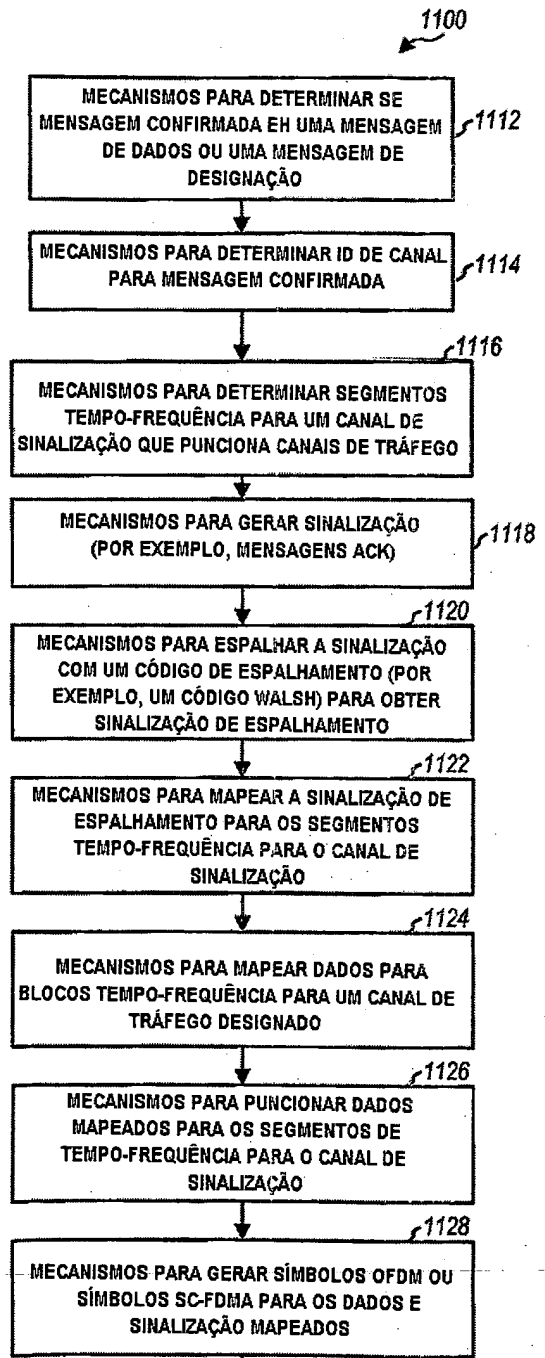 1100
MECANISMOS PARA DETERMINAR SE
MENSAGEM CONFIRMADA EH UMA MENSAGEM
DE DADOS OU UMA MENSAGEM DE
DESIGNAÇÃO
1112
MECANISMOS PARA DETERMINAR ID DE CANAL
PARA MENSAGEM CONFIRMADA
1114
1116
MECANISMOS PARA DETERMINAR SEGMENTOS
TEMPO-FREQUÊNCIA PARA UM CANAL DE
SINALIZAÇÃO QUE PUNCIONA CANAIS DE TRÁFEGO
MECANISMOS PARA GERAR SINALIZAÇÃO
(POR EXEMPLO, MENSAGENS ACK)
1118
1120
MECANISMOS PARA ESPALHAR A SINALIZAÇÃO
COM UM CÓDIGO DE ESPALHAMENTO (POR
EXEMPLO, UM CÓDIGO WALSH) PARA OBTER
SINALIZAÇÃO DE ESPALHAMENTO
1122
MECANISMOS PARA MAPEAR A SINALIZAÇÃO DE
ESPALHAMENTO PARA OS SEGMENTOS
TEMPO-FREQUÊNCIA PARA O CANAL DE
SINALIZAÇÃO
1124
MECANISMOS PARA MAPEAR DADOS PARA
BLOCOS TEMPO-FREQUÊNCIA PARA UM CANAL DE
TRÁFEGO DESIGNADO
1126
MECANISMOS PARA PUNCIONAR DADOS
MAPEADOS PARA OS SEGMENTOS DE
TEMPO-FREQUÊNCIA PARA O CANAL DE
SINALIZAÇÃO
1128
MECANISMOS PARA GERAR SÍMBOLOS OFDM OU
SÍMBOLOS SC-FDMA PARA OS DADOS E
SINALIZAÇÃO MAPEADOS